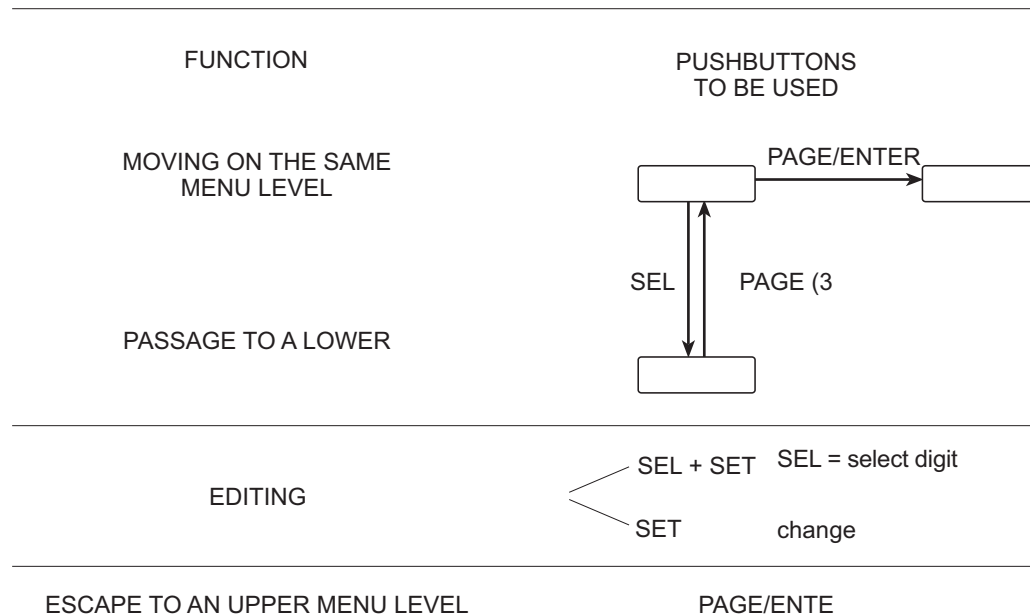 FUNCTION
PUSHBUTTONS
TO BE USED
MOVING ON THE SAME
MENU LEVEL
PAGE/ENTER
SEL
PAGE (3
PASSAGE TO A LOWER
EDITING
SEL + SET
SEL = select digit
SET
change
ESCAPE TO AN UPPER MENU LEVEL
PAGE/ENTE